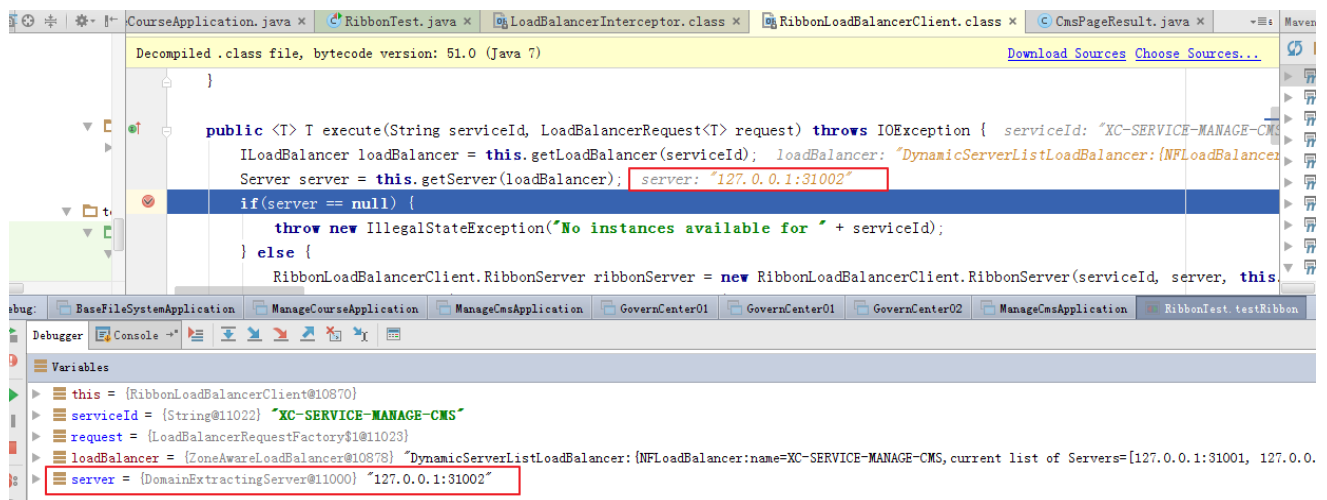 CourseApplication.java × RibbonTest.java × LoadBalancerInterceptor.class × RibbonLoadBalancerClient.class × CmsPageResult.java × Maven
Decompiled .class file, bytecode version: 51.0 (Java 7) Download Sources Choose Sources...
}
public <T> T execute(String serviceId, LoadBalancerRequest<T> request) throws IOException { serviceId: "XC-SERVICE-MANAGE-CMS
ILoadBalancer loadBalancer = this.getLoadBalancer(serviceId); loadBalancer: "DynamicServerListLoadBalancer:{NFLoadBalancer
Server server = this.getServer(loadBalancer); server: "127.0.0.1:31002"
if(server == null) {
throw new IllegalStateException("No instances available for " + serviceId);
} else {
RibbonLoadBalancerClient.RibbonServer ribbonServer = new RibbonLoadBalancerClient.RibbonServer(serviceId, server, this.
ebug: BaseFileSystemApplication ManageCourseApplication ManageCmsApplication GovernCenter01 GovernCenter01 GovernCenter02 ManageCmsApplication RibbonTest.testRibbon
Debugger Console
Variables
this = {RibbonLoadBalancerClient@10870}
serviceId = {String@11022} "XC-SERVICE-MANAGE-CMS"
request = {LoadBalancerRequestFactory$1@11023}
loadBalancer = {ZoneAwareLoadBalancer@10878} "DynamicServerListLoadBalancer:{NFLoadBalancer:name=XC-SERVICE-MANAGE-CMS,current list of Servers=[127.0.0.1:31001, 127.0.0.
server = {DomainExtractingServer@11000} "127.0.0.1:31002"